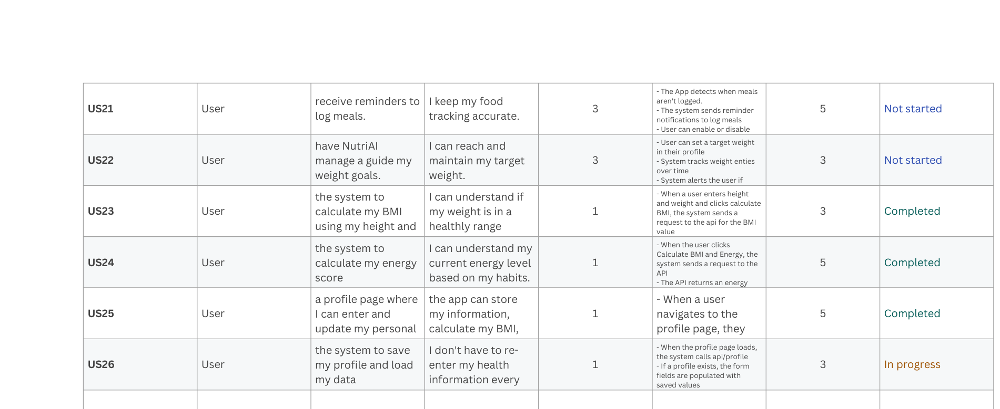 US21
User
receive reminders to
log meals.
I keep my food
tracking accurate.
3
- The App detects when meals
aren't logged.
- The system sends reminder
notifications to log meals
- User can enable or disable
5
Not started
US22
User
have NutriAI
manage a guide my
weight goals.
I can reach and
maintain my target
weight.
3
- User can set a target weight
in their profile
- System tracks weight enties
over time
- System alerts the user if
3
Not started
US23
User
the system to
calculate my BMI
using my height and
I can understand if
my weight is in a
healthly range
1
- When a user enters height
and weight and clicks calculate
BMI, the system sends a
request to the api for the BMI
value
3
Completed
US24
User
the system to
calculate my energy
score
I can understand my
current energy level
based on my habits.
1
- When the user clicks
Calculate BMI and Energy, the
system sends a request to the
API
- The API returns an energy
5
Completed
US25
User
a profile page where
I can enter and
update my personal
the app can store
my information,
calculate my BMI,
1
- When a user
navigates to the
profile page, they
5
Completed
US26
User
the system to save
my profile and load
my data
I don't have to re-
enter my health
information every
1
- When the profile page loads,
the system calls api/profile
- If a profile exists, the form
fields are populated with
saved values
3
In progress